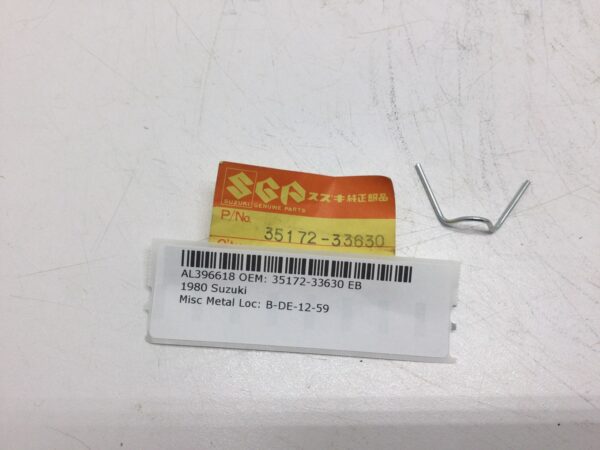 SGP スズキ純正部品
SUZUKI GENUINE PARTS
P/No.
35172-33630
AL396618 OEM: 35172-33630 EB
1980 Suzuki
Misc Metal Loc: B-DE-12-59